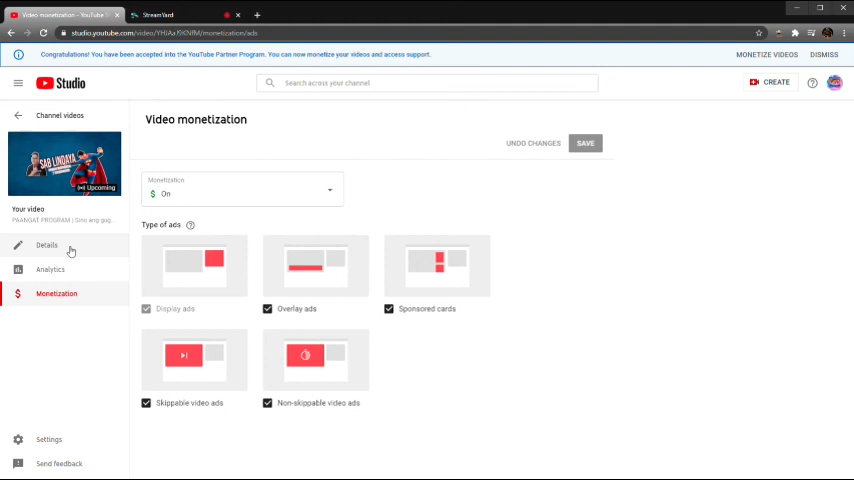 Video monetization - YouTube S
StreamYard
studio.youtube.com/video/YHJAaJ9KNfM/monetization/ads
Congratulations! You have been accepted into the YouTube Partner Program. You can now monetize your videos and access support.
MONETIZE VIDEOS
DISMISS
Studio
Search across your channel
CREATE
Channel videos
Video monetization
UNDO CHANGES
SAVE
SAB LINDAYA
Upcoming
Monetization
On
Your video
PAANGAT PROGRAM | Sino ang gug...
Type of ads
Details
Analytics
Monetization
Display ads
Overlay ads
Sponsored cards
Skippable video ads
Non-skippable video ads
Settings
Send feedback